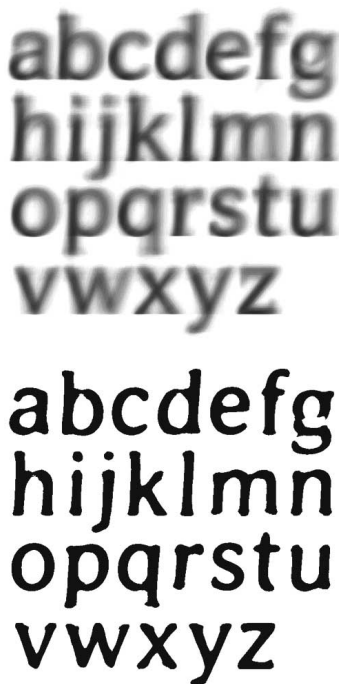 abcdefg
hijklmn
opqrstu
vwxyz
abcdefg
hijklmn
opqrstu
vwxyz